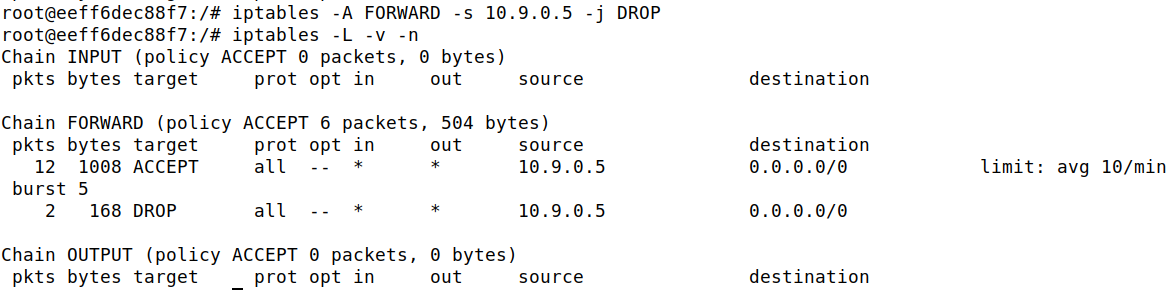 root@eeff6dec88f7:/# iptables -A FORWARD -s 10.9.0.5 -j DROP
root@eeff6dec88f7:/# iptables -L -v -n
Chain INPUT (policy ACCEPT 0 packets, 0 bytes)
 pkts bytes target     prot opt in     out     source               destination

Chain FORWARD (policy ACCEPT 6 packets, 504 bytes)
 pkts bytes target     prot opt in     out     source               destination
   12  1008 ACCEPT     all  --  *      *       10.9.0.5             0.0.0.0/0            limit: avg 10/min
 burst 5
    2   168 DROP       all  --  *      *       10.9.0.5             0.0.0.0/0

Chain OUTPUT (policy ACCEPT 0 packets, 0 bytes)
 pkts bytes target     prot opt in     out     source               destination